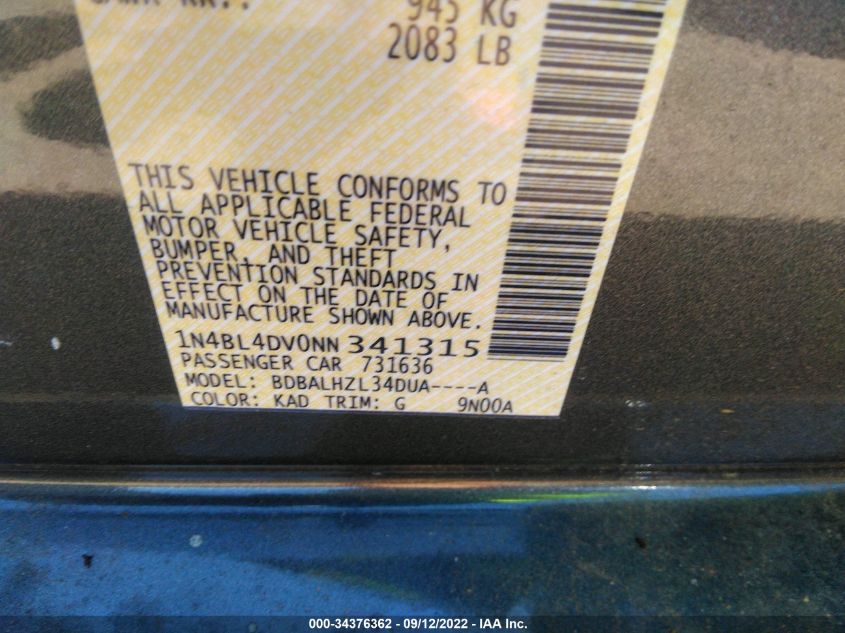 945 KG
2083 LB
THIS VEHICLE CONFORMS TO
ALL APPLICABLE FEDERAL
MOTOR VEHICLE SAFETY,
BUMPER, AND THEFT
PREVENTION STANDARDS IN
EFFECT ON THE DATE OF
MANUFACTURE SHOWN ABOVE.
1N4BL4DV0NN 341315
PASSENGER CAR 731636
MODEL: BDBALHZL34DUA----A
COLOR: KAD TRIM: G 9N00A
000-34376362 - 09/12/2022 - IAA Inc.